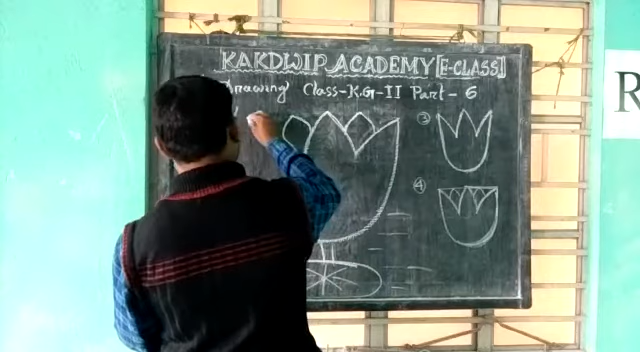 KAKDWIP ACADEMY [E-CLASS]
Drawing Class-K.G-II Part-6
③
④
R